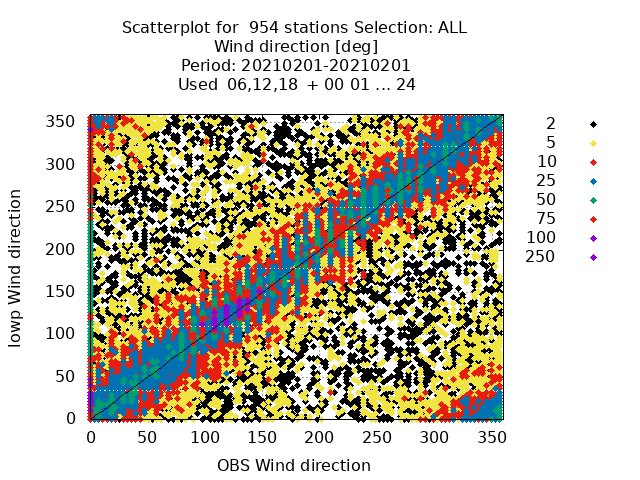 Scatterplot for 954 stations Selection: ALL
Wind direction [deg]
Period: 20210201-20210201
Used 06,12,18 + 00 01 ... 24
350
300
250
200
150
100
50
0
Iowp Wind direction
0 50 100 150 200 250 300 350
OBS Wind direction
2
5
10
25
50
75
100
250